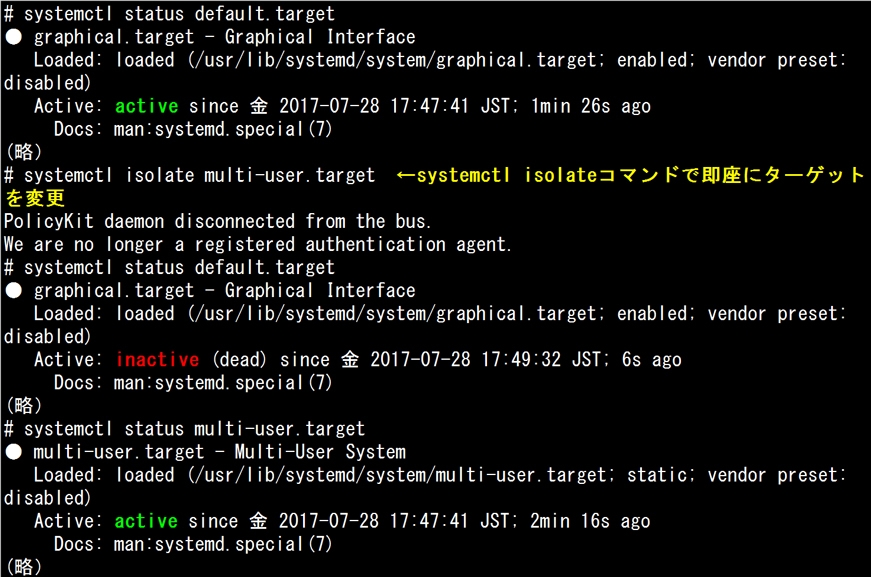 # systemctl status default.target
● graphical.target - Graphical Interface
Loaded: loaded (/usr/lib/systemd/system/graphical.target; enabled; vendor preset:
disabled)
Active: active since 金 2017-07-28 17:47:41 JST; 1min 26s ago
Docs: man:systemd.special(7)
(略)
# systemctl isolate multi-user.target ←systemctl isolateコマンドで即座にターゲット
を変更
PolicyKit daemon disconnected from the bus.
We are no longer a registered authentication agent.
# systemctl status default.target
● graphical.target - Graphical Interface
Loaded: loaded (/usr/lib/systemd/system/graphical.target; enabled; vendor preset:
disabled)
Active: inactive (dead) since 金 2017-07-28 17:49:32 JST; 6s ago
Docs: man:systemd.special(7)
(略)
# systemctl status multi-user.target
● multi-user.target - Multi-User System
Loaded: loaded (/usr/lib/systemd/system/multi-user.target; static; vendor preset:
disabled)
Active: active since 金 2017-07-28 17:47:41 JST; 2min 16s ago
Docs: man:systemd.special(7)
(略)